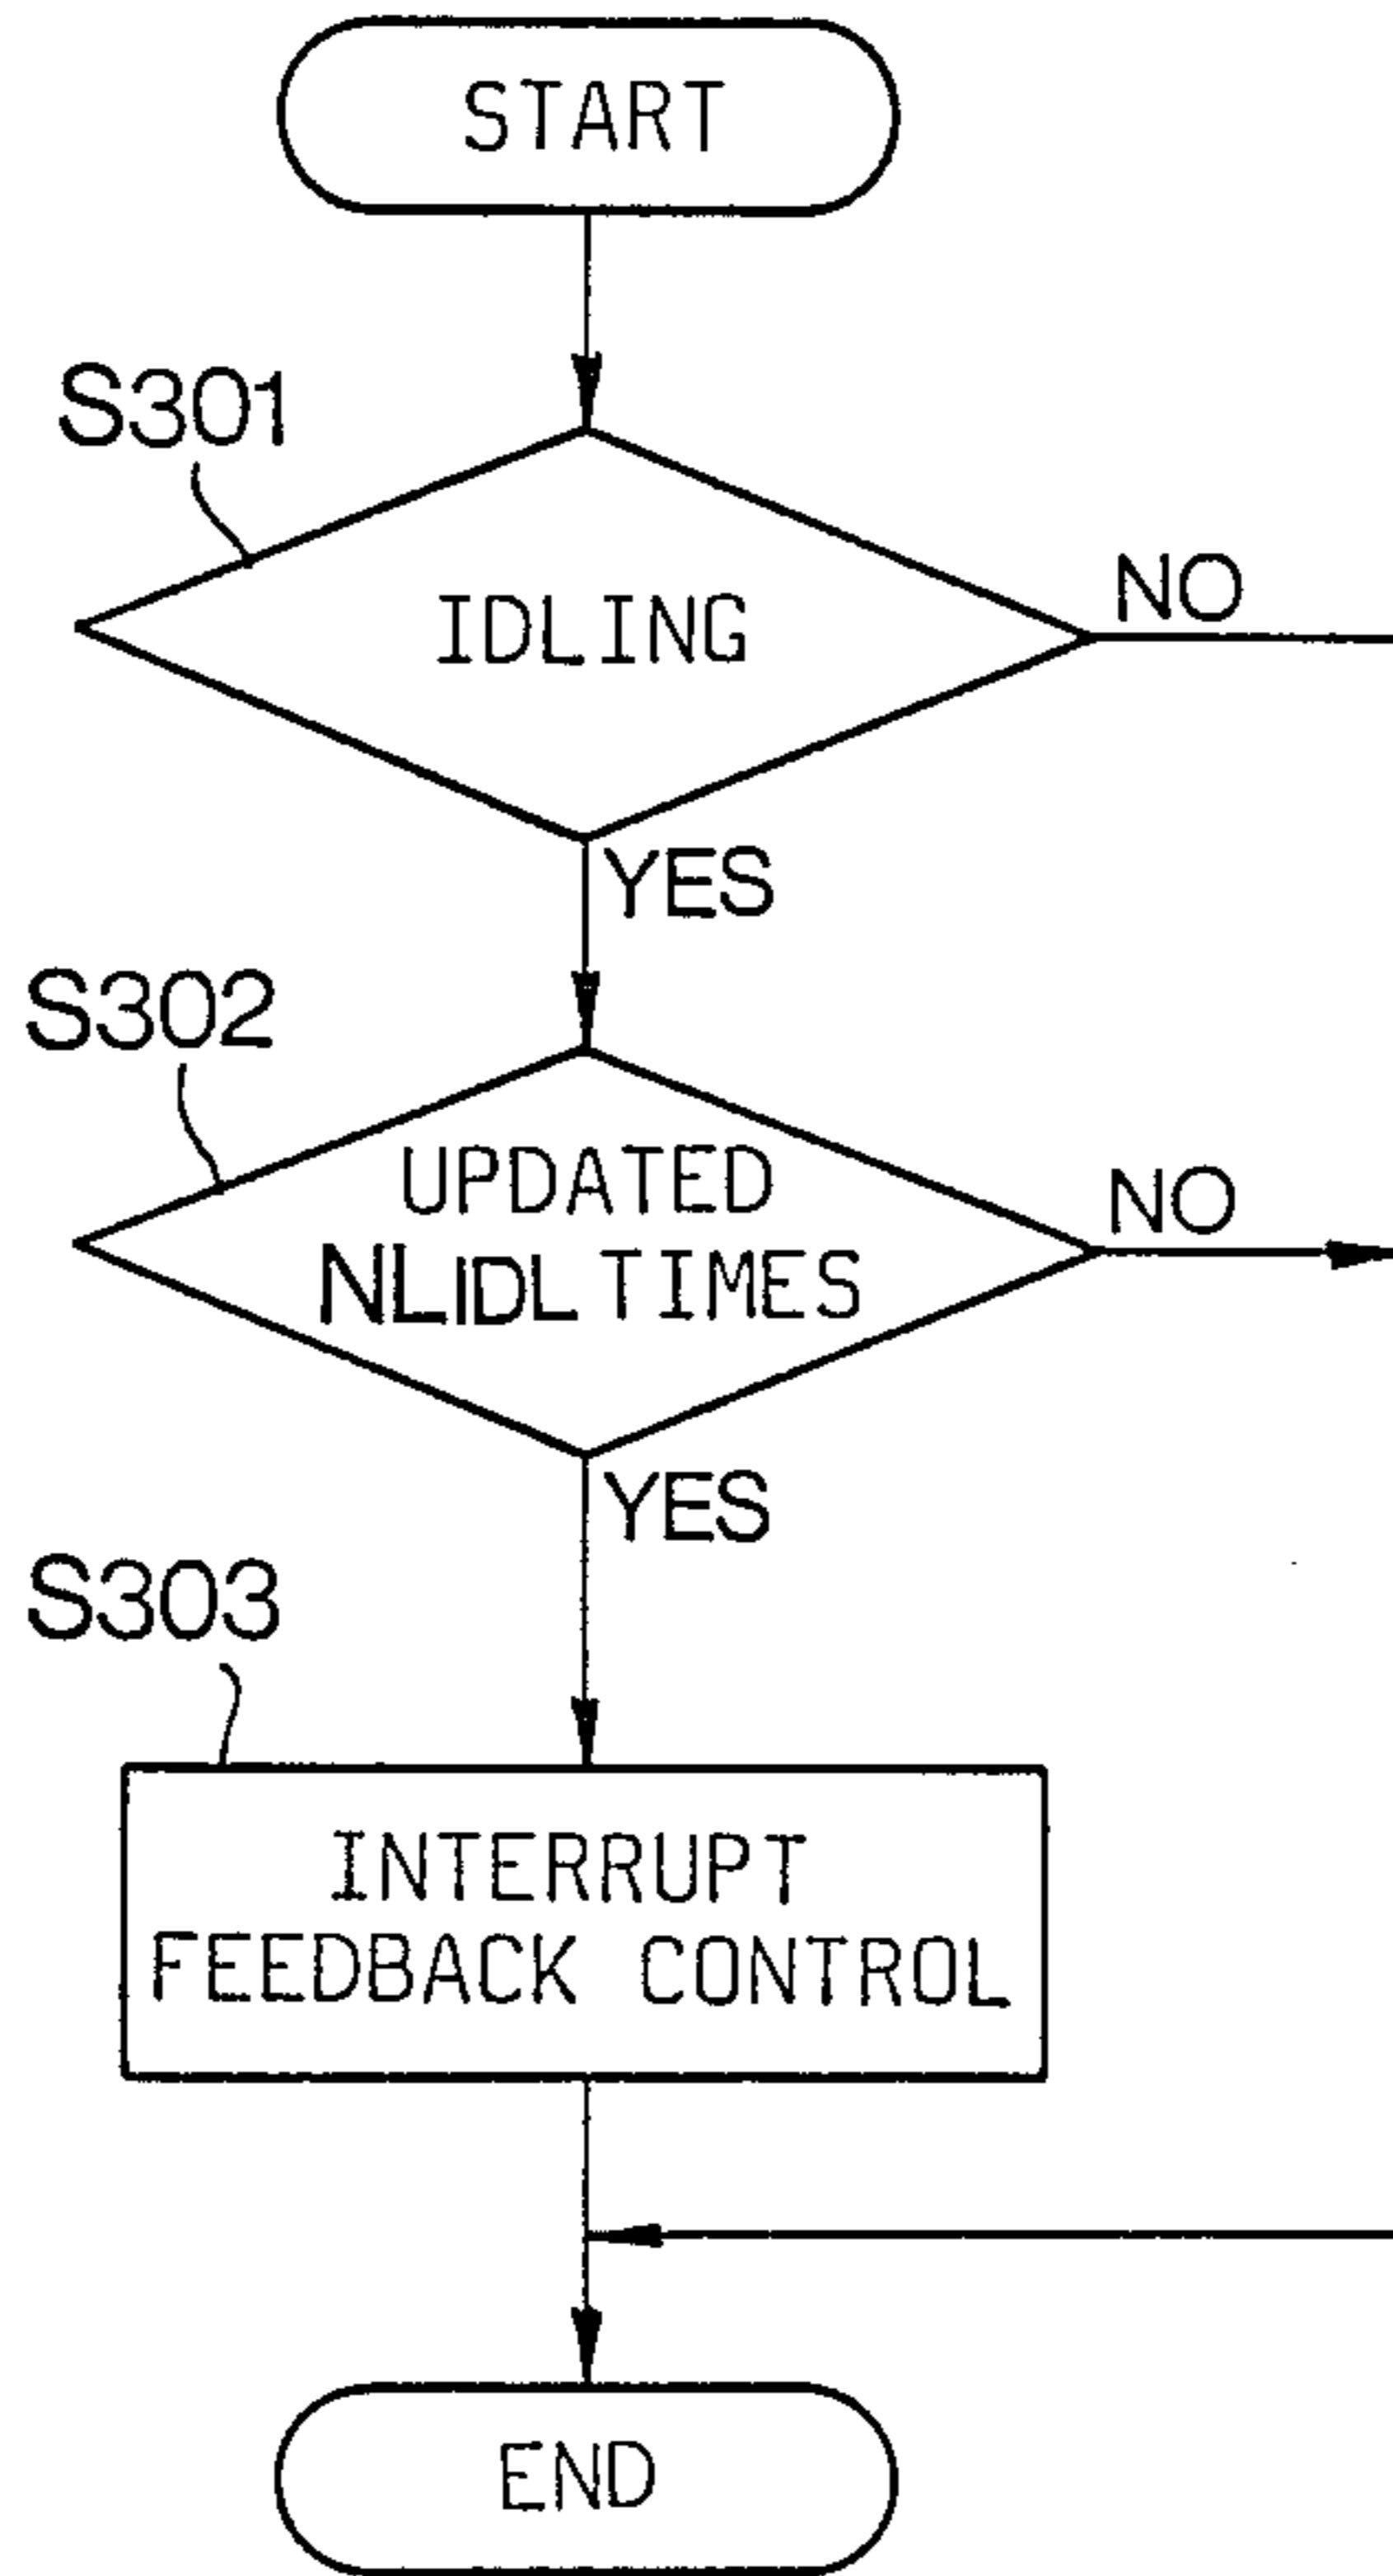 START
S301
IDLING
NO
YES
S302
UPDATED
NLIDL TIMES
NO
YES
S303
INTERRUPT
FEEDBACK CONTROL
END